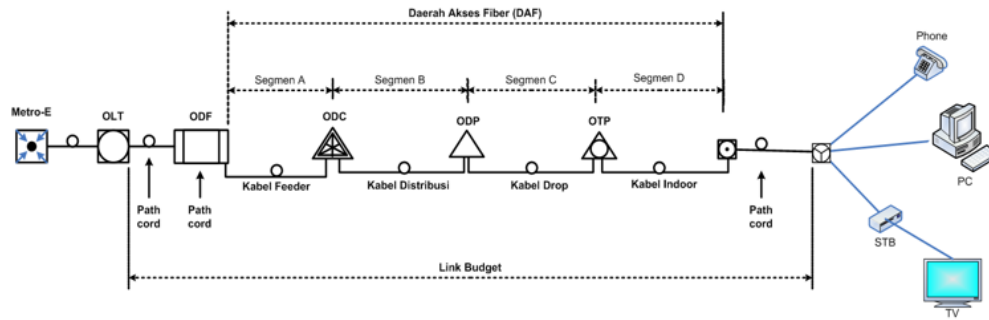 Daerah Akses Fiber (DAF)
Phone
Segmen A
Segmen B
Segmen C
Segmen D
Metro-E
OLT
ODF
ODC
ODP
OTP
PC
Kabel Feeder
Kabel Distribusi
Kabel Drop
Kabel Indoor
Path
cord
Path
cord
Path
cord
STB
Link Budget
TV